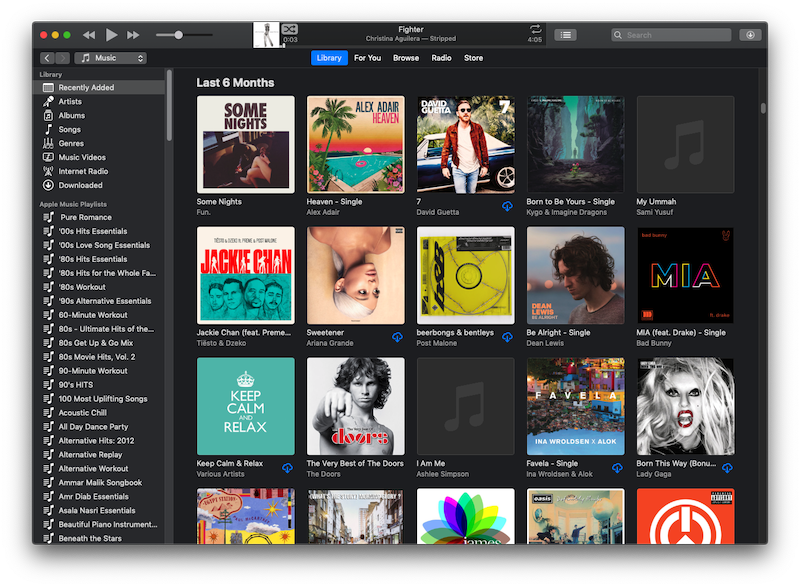 Fighter
Christina Aguilera — Stripped
0:03
4:05
Search
Music
Library
For You
Browse
Radio
Store
Library
Recently Added
Artists
Albums
Songs
Genres
Music Videos
Internet Radio
Downloaded
Apple Music Playlists
Pure Romance
'00s Hits Essentials
'00s Love Song Essentials
'80s Hits Essentials
'80s Hits for the Whole Fa...
'80s Workout
'90s Alternative Essentials
60-Minute Workout
80s - Ultimate Hits of the...
80s Get Up & Go Mix
80s Movie Hits, Vol. 2
90-Minute Workout
90's HITS
100 Most Uplifting Songs
Acoustic Chill
All Day Dance Party
Alternative Hits: 2012
Alternative Replay
Alternative Workout
Ammar Malik Songbook
Amr Diab Essentials
Asala Nasri Essentials
Beautiful Piano Instrument...
Beneath the Stars
Last 6 Months
SOME
NIGHTS
ALEX ADAIR
HEAVEN
DAVID
GUETTA
7
Some Nights
Fun.
Heaven - Single
Alex Adair
7
David Guetta
Born to Be Yours - Single
Kygo & Imagine Dragons
My Ummah
Sami Yusuf
TIËSTO & DZEKO FT. PREME & POST MALONE
JACKIE CHAN
DEAN
LEWIS
BE ALRIGHT
bad bunny
MIA
ft. drake
Jackie Chan (feat. Preme...
Tiësto & Dzeko
Sweetener
Ariana Grande
beerbongs & bentleys
Post Malone
Be Alright - Single
Dean Lewis
MIA (feat. Drake) - Single
Bad Bunny
KEEP
CALM
AND
RELAX
doors
FAVELA
INA WROLDSEN X ALOK
Keep Calm & Relax
Various Artists
The Very Best of The Doors
The Doors
I Am Me
Ashlee Simpson
Favela - Single
Ina Wroldsen & Alok
Born This Way (Bonu...
Lady Gaga
james
oasis